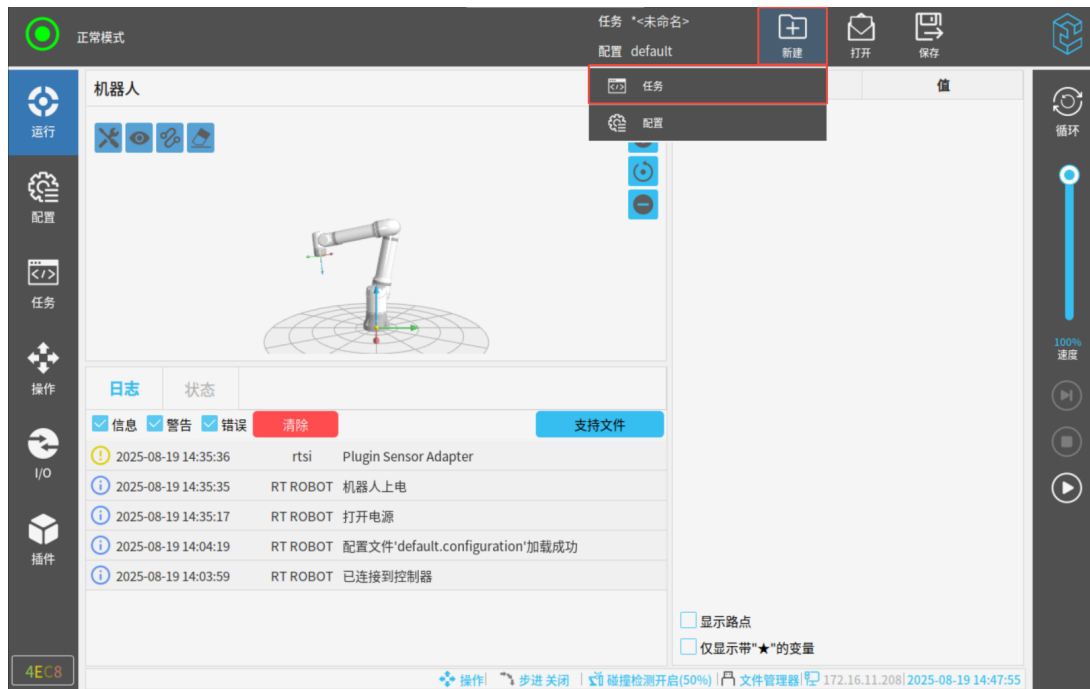 正常模式
任务 *<未命名>
配置 default
新建
打开
保存
任务
配置
运行
配置
任务
操作
I/O
插件
4EC8
机器人
值
日志
状态
信息
警告
错误
清除
支持文件
2025-08-19 14:35:36 rtsi Plugin Sensor Adapter
2025-08-19 14:35:35 RT ROBOT 机器人上电
2025-08-19 14:35:17 RT ROBOT 打开电源
2025-08-19 14:04:19 RT ROBOT 配置文件'default.configuration'加载成功
2025-08-19 14:03:59 RT ROBOT 已连接到控制器
显示路点
仅显示带"★"的变量
循环
100%
速度
操作 步进 关闭 碰撞检测开启(50%) 文件管理器 172.16.11.208 2025-08-19 14:47:55